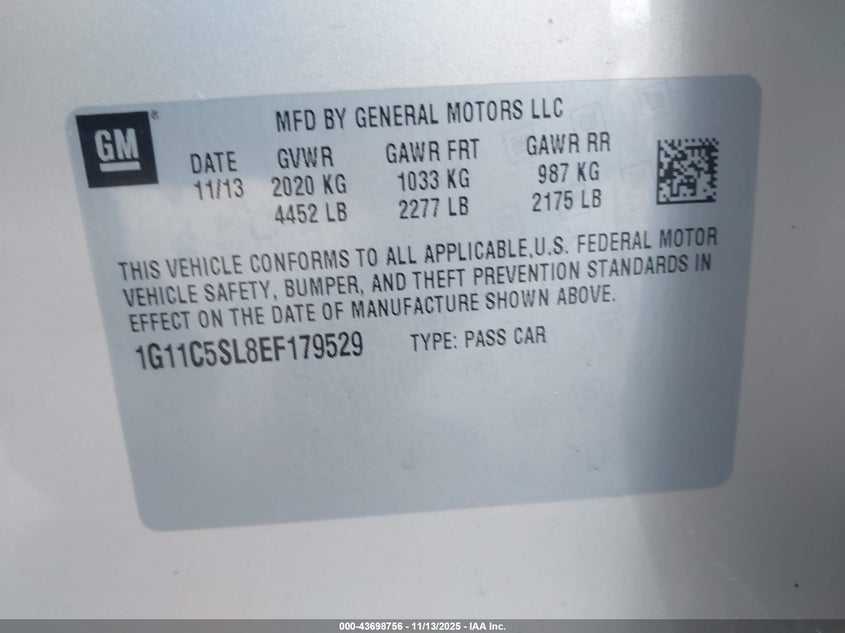 GM
MFD BY GENERAL MOTORS LLC
DATE GVWR GAWR FRT GAWR RR
11/13 2020 KG 1033 KG 987 KG
4452 LB 2277 LB 2175 LB
THIS VEHICLE CONFORMS TO ALL APPLICABLE U.S. FEDERAL MOTOR
VEHICLE SAFETY, BUMPER, AND THEFT PREVENTION STANDARDS IN
EFFECT ON THE DATE OF MANUFACTURE SHOWN ABOVE.
1G11C5SL8EF179529 TYPE: PASS CAR
000-43698756 - 11/13/2025 - IAA Inc.